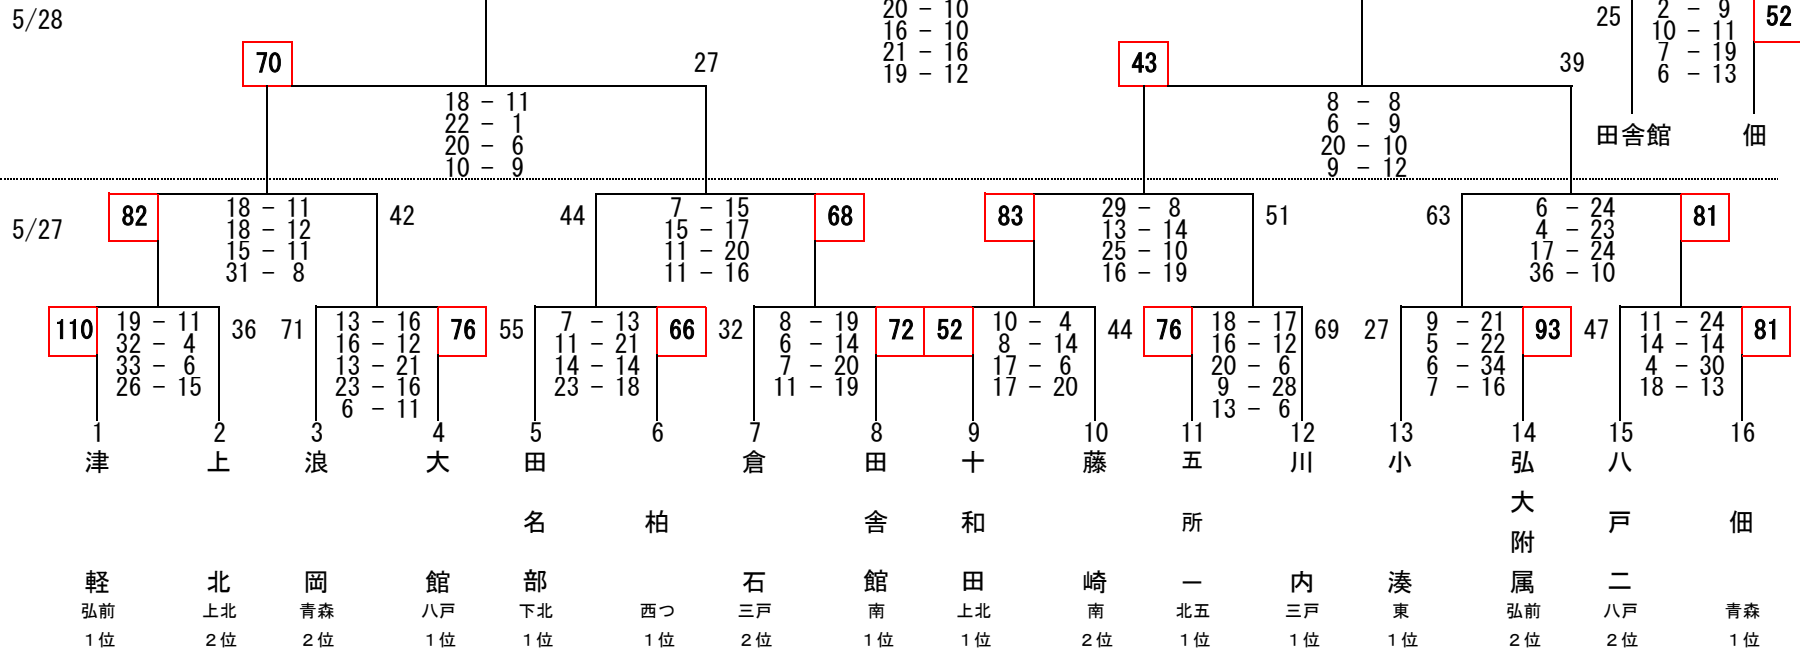 5/28
20 - 10
16 - 10
21 - 16
19 - 12
25
2 - 9
10 - 11
7 - 19
6 - 13
52
田舎館 佃
70 27
18 - 11
22 - 1
20 - 6
10 - 9
43 39
8 - 8
6 - 9
20 - 10
9 - 12
5/27
82 42
18 - 11
18 - 12
15 - 11
31 - 8
44 68
7 - 15
15 - 17
11 - 20
11 - 16
83 51
29 - 8
13 - 14
25 - 10
16 - 19
63 81
6 - 24
4 - 23
17 - 24
36 - 10
110 36
19 - 11
32 - 4
33 - 6
26 - 15
71 76
13 - 16
16 - 12
13 - 21
23 - 16
6 - 11
55 66
7 - 13
11 - 21
14 - 14
23 - 18
32 72
8 - 19
6 - 14
7 - 20
11 - 19
52 44
10 - 4
8 - 14
17 - 6
17 - 20
76 69
18 - 17
16 - 12
20 - 6
9 - 28
13 - 6
27 93
9 - 21
5 - 22
6 - 34
7 - 16
47 81
11 - 24
14 - 14
4 - 30
18 - 13
1 2 3 4 5 6 7 8 9 10 11 12 13 14 15 16
津軽
上北
浪岡
大館
田名部
柏
倉石
田舎館
十和田
藤崎
五所一
川内
小湊
弘大附属
八戸二
佃
弘前 上北 青森 八戸 下北 西つ 三戸 南 上北 南 北五 三戸 東 弘前 八戸 青森
1位 2位 2位 1位 1位 1位 2位 1位 1位 2位 1位 1位 1位 2位 2位 1位